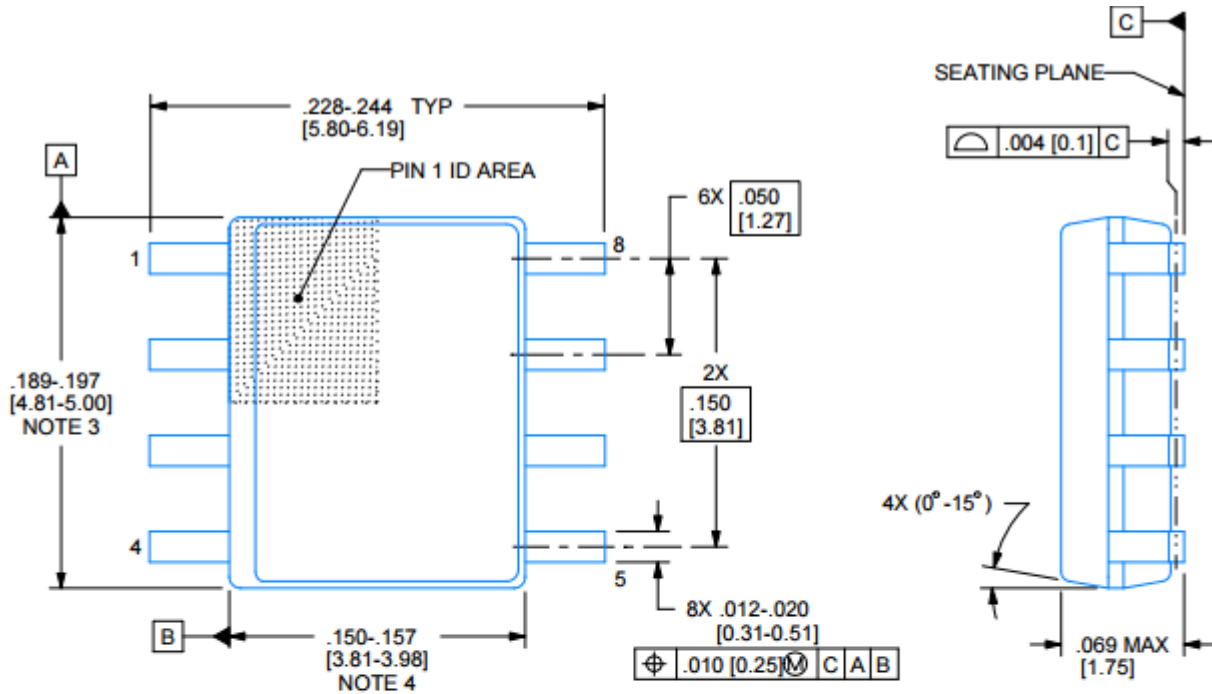 C
SEATING PLANE
.004 [0.1] C
.228-.244 TYP
[5.80-6.19]
A
PIN 1 ID AREA
6X .050
[1.27]
1
8
2X
.150
[3.81]
.189-.197
[4.81-5.00]
NOTE 3
4X (0°-15°)
4
5
8X .012-.020
[0.31-0.51]
.010 [0.25] Ⓜ C A B
B
.150-.157
[3.81-3.98]
NOTE 4
.069 MAX
[1.75]